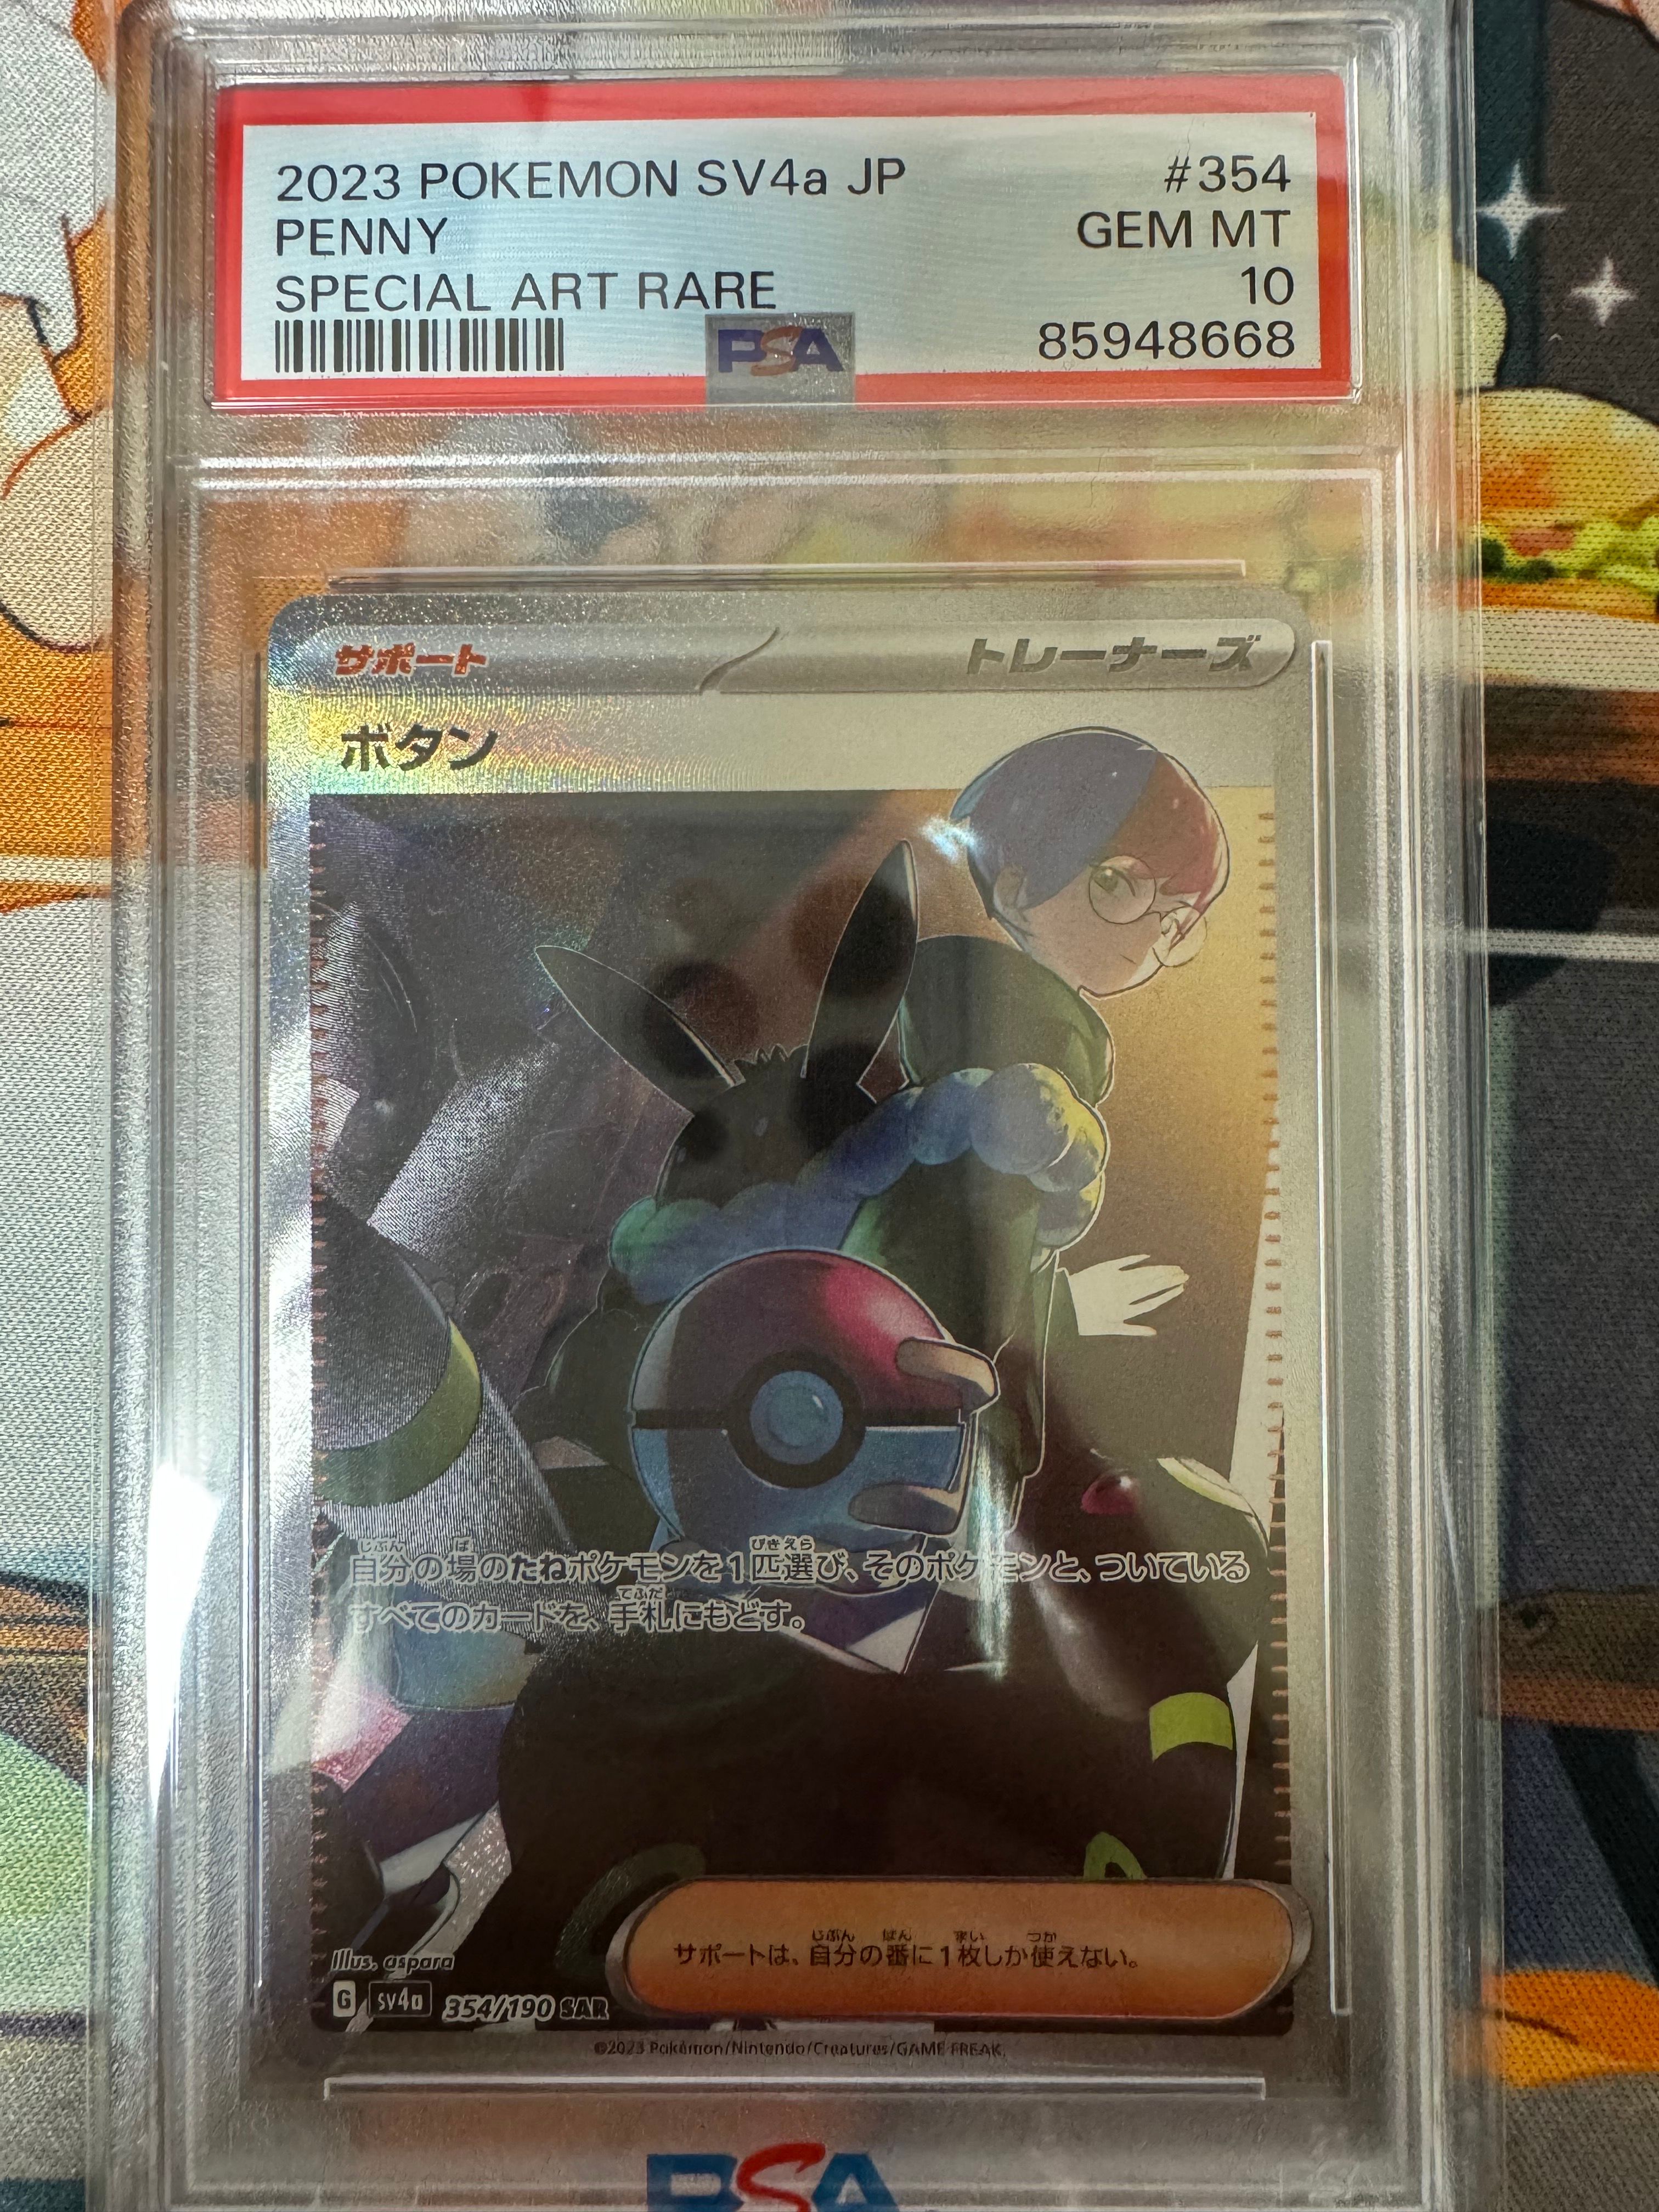 2023 POKEMON SV4a JP #354
PENNY GEM MT
SPECIAL ART RARE 10
PSA 85948668
サポート トレーナーズ
ボタン
自分の場のたねポケモンを1匹選び、そのポケモンと、ついている
すべてのカードを、手札にもどす。
サポートは、自分の番に1枚しか使えない。
Illus. aspara
G sv4a 354/190 SAR
©2023 Pokémon/Nintendo/Creatures/GAME FREAK.
PSA